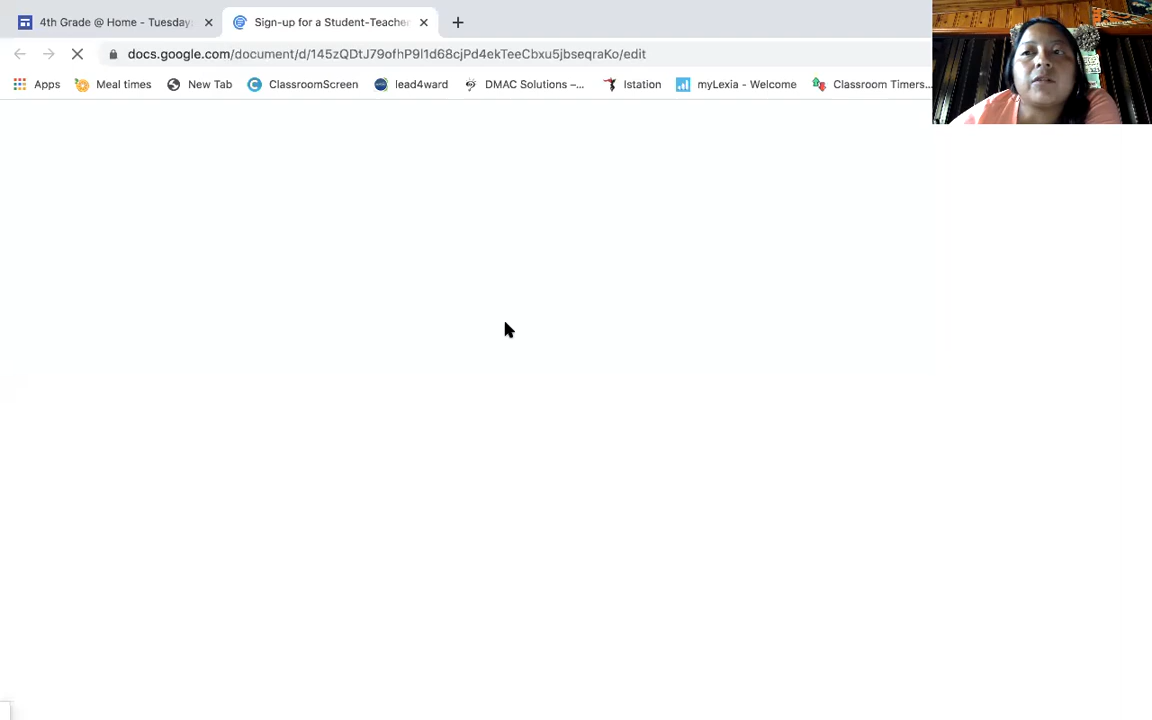 4th Grade @ Home - Tuesday
Sign-up for a Student-Teacher
docs.google.com/document/d/145zQDtJ79ofhP9l1d68cjPd4ekTeeCbxu5jbseqraKo/edit
Apps Meal times New Tab ClassroomScreen lead4ward DMAC Solutions –... Istation myLexia - Welcome Classroom Timers...